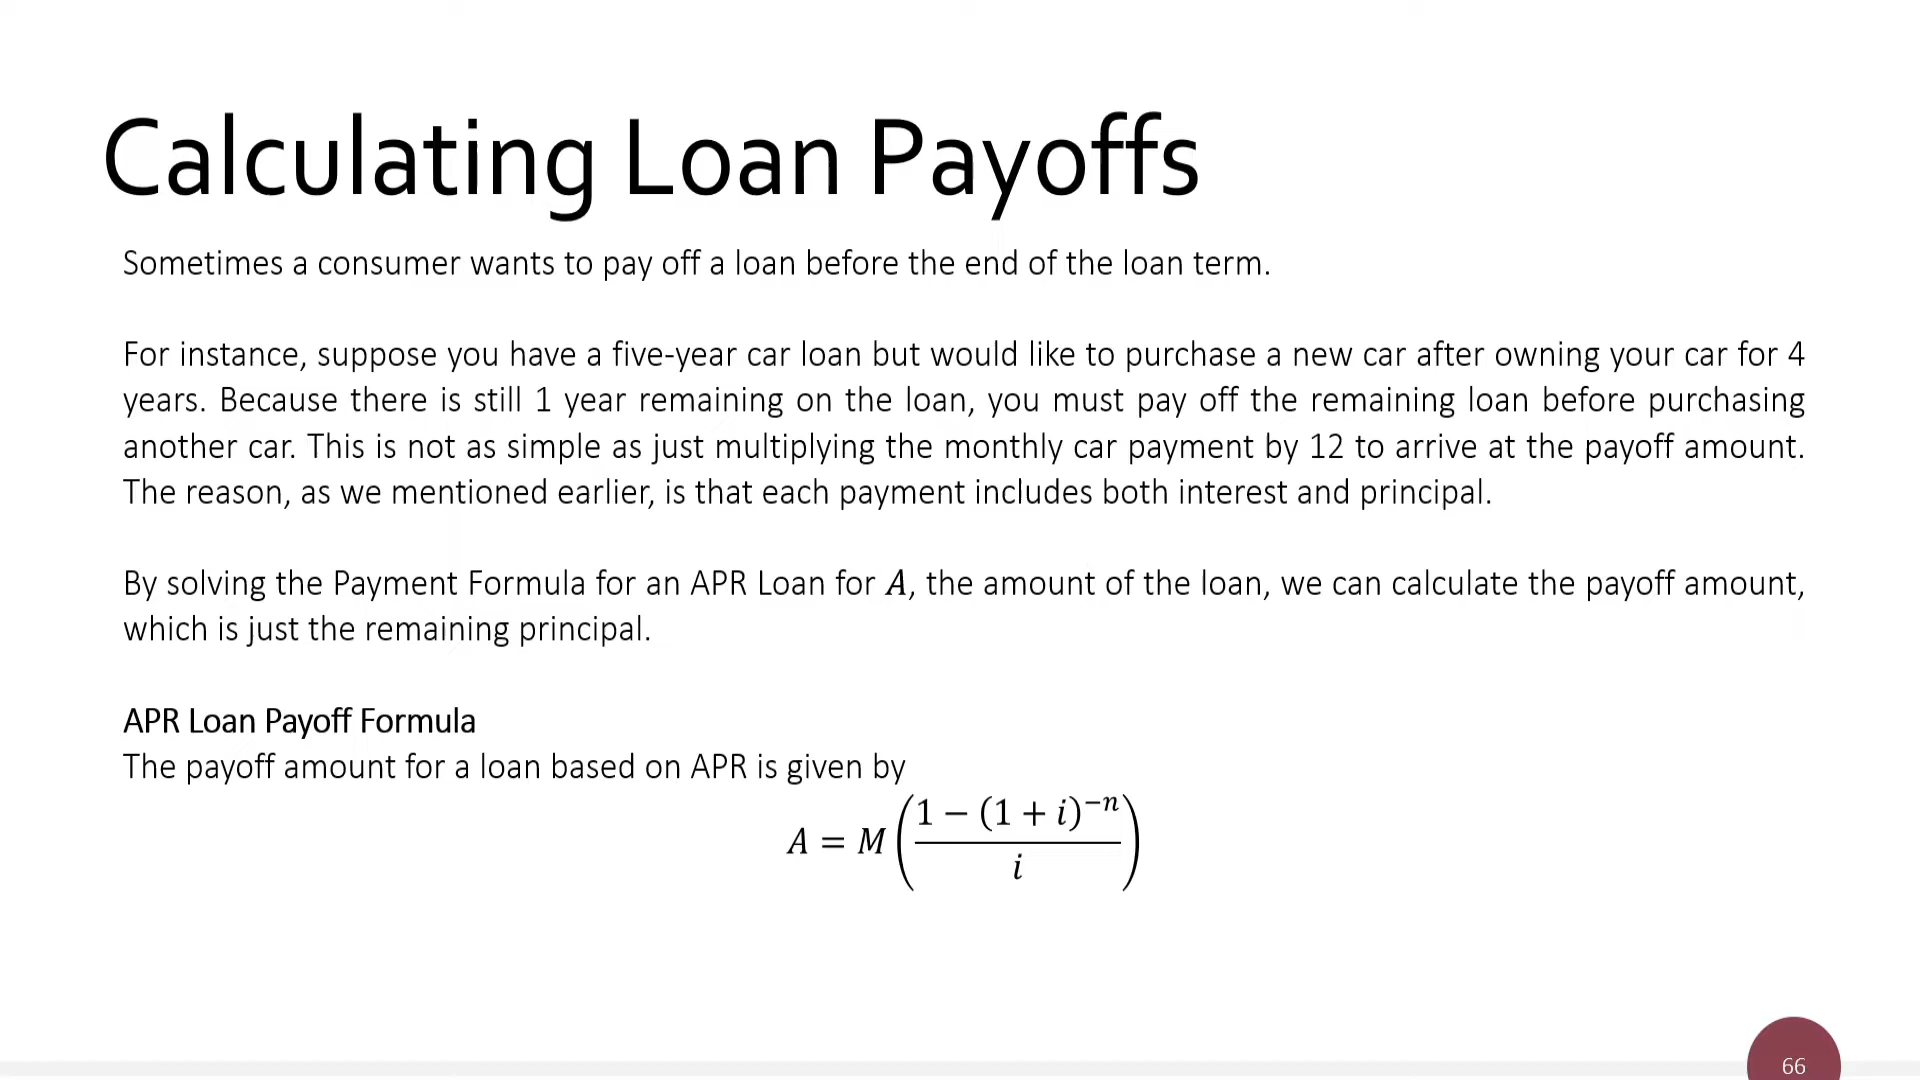 Calculating Loan Payoffs
Sometimes a consumer wants to pay off a loan before the end of the loan term.
For instance, suppose you have a five-year car loan but would like to purchase a new car after owning your car for 4
years. Because there is still 1 year remaining on the loan, you must pay off the remaining loan before purchasing
another car. This is not as simple as just multiplying the monthly car payment by 12 to arrive at the payoff amount.
The reason, as we mentioned earlier, is that each payment includes both interest and principal.
By solving the Payment Formula for an APR Loan for A, the amount of the loan, we can calculate the payoff amount,
which is just the remaining principal.
APR Loan Payoff Formula
The payoff amount for a loan based on APR is given by
A = M((1 − (1 + i)⁻ⁿ)/i)
66